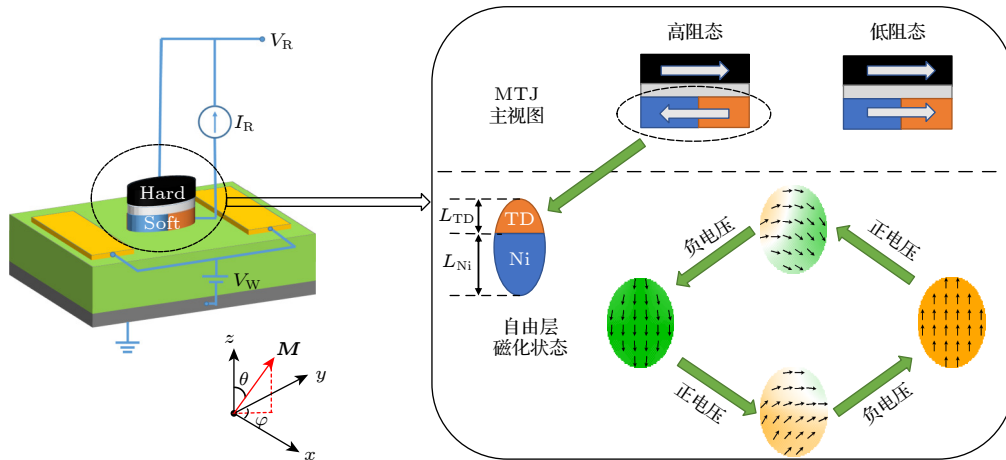 V_R
I_R
Hard
Soft
V_W
z
M
θ
y
φ
x
高阻态
低阻态
MTJ
主视图
L_TD
TD
L_Ni
Ni
自由层
磁化状态
负电压
正电压
正电压
负电压